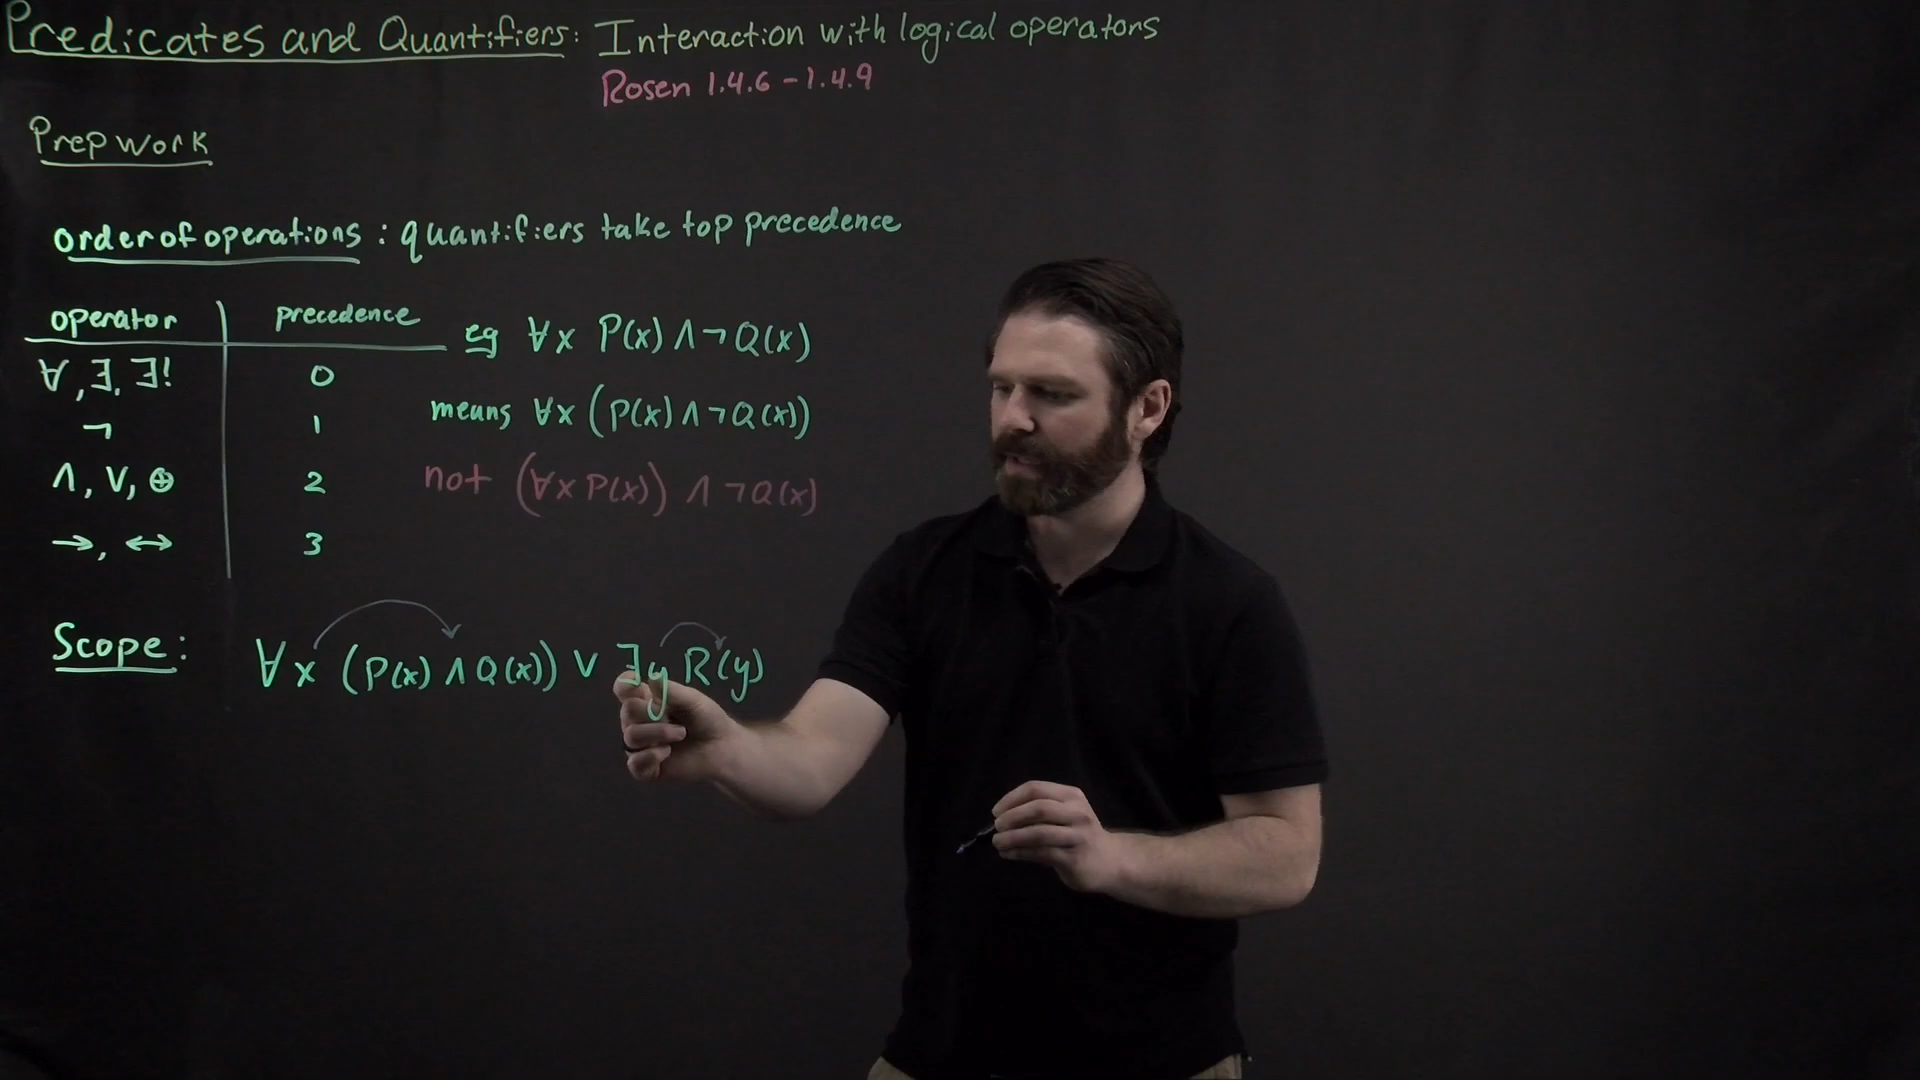 Predicates and Quantifiers: Interaction with logical operators
Rosen 1.4.6 - 1.4.9
Prep work
order of operations: quantifiers take top precedence
operator precedence
∀, ∃, ∃! 0
¬ 1
∧, ∨, ⊕ 2
→, ↔ 3
eg ∀x P(x) ∧ ¬Q(x)
means ∀x (P(x) ∧ ¬Q(x))
not (∀x P(x)) ∧ ¬Q(x)
Scope: ∀x (P(x) ∧ Q(x)) ∨ ∃y R(y)